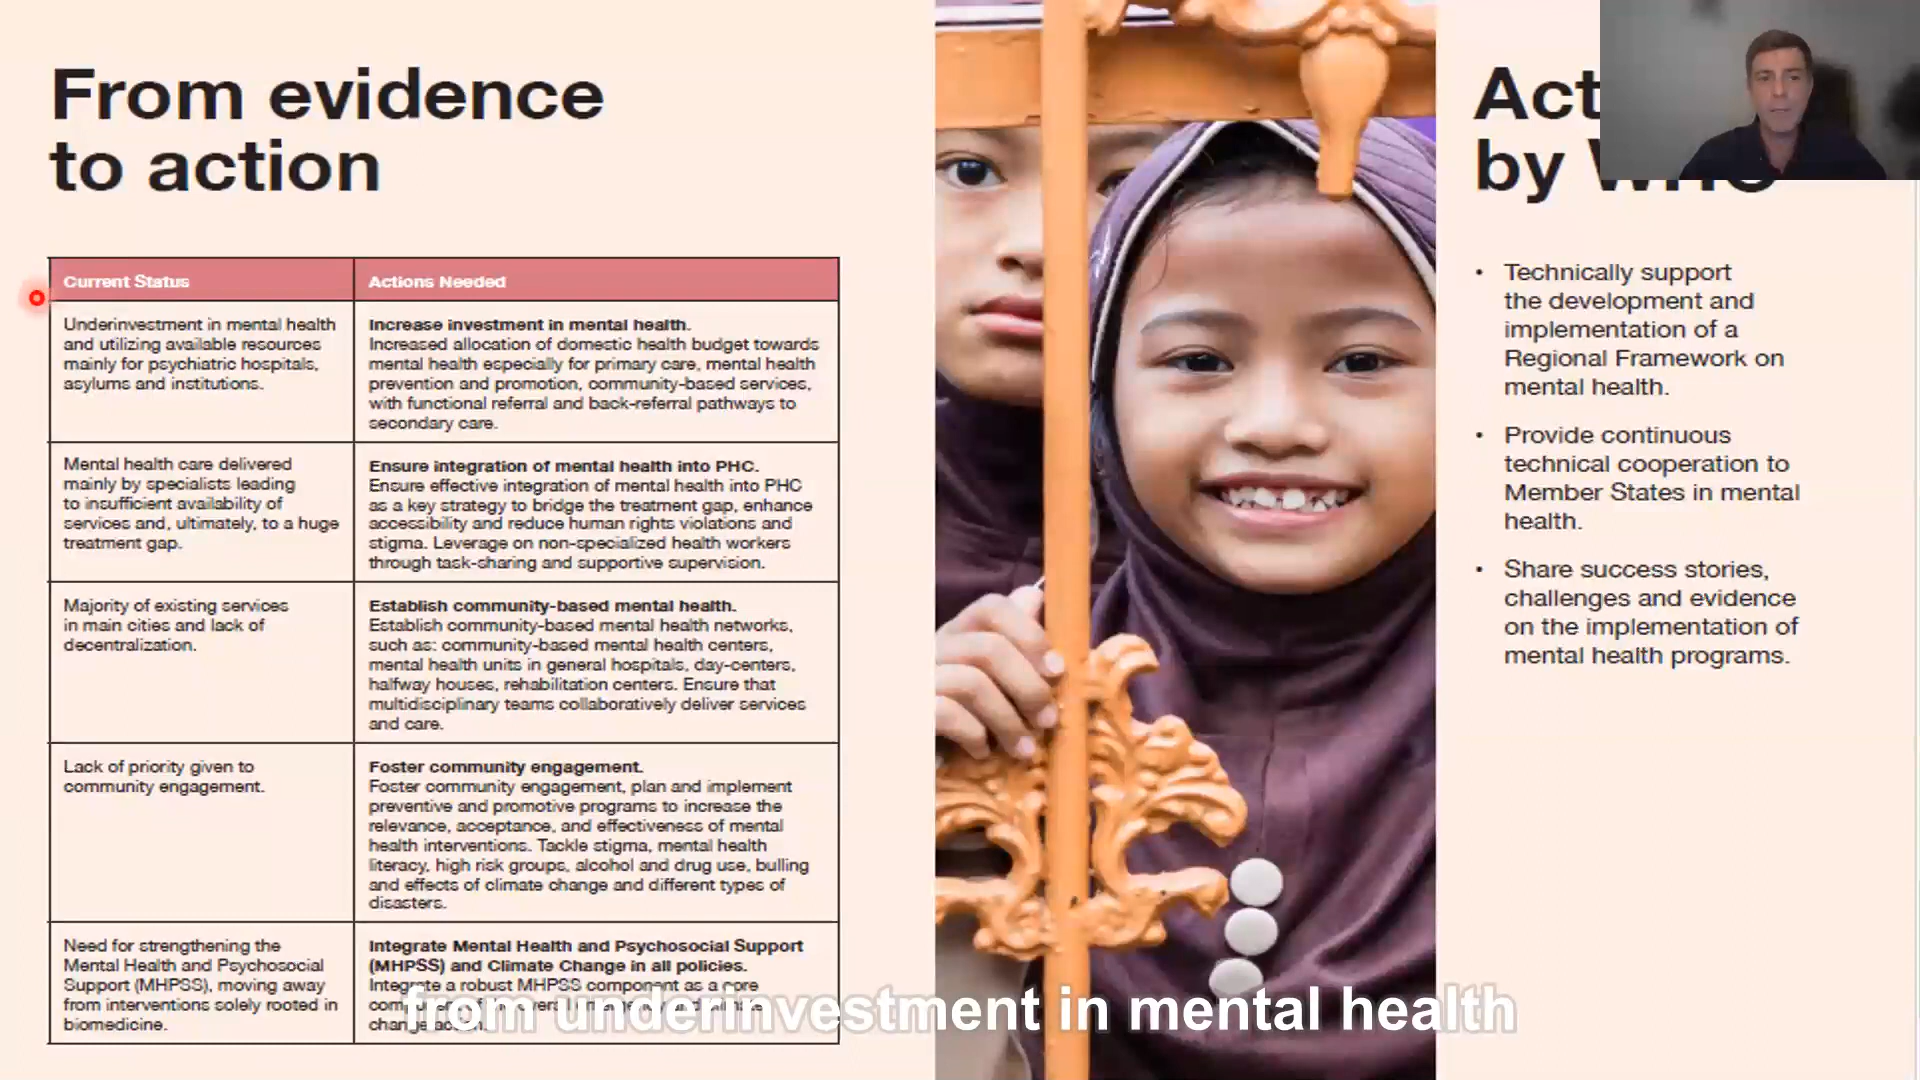 From evidence
to action
Current Status
Actions Needed
Underinvestment in mental health
and utilizing available resources
mainly for psychiatric hospitals,
asylums and institutions.
Increase investment in mental health.
Increased allocation of domestic health budget towards
mental health especially for primary care, mental health
prevention and promotion, community-based services,
with functional referral and back-referral pathways to
secondary care.
Mental health care delivered
mainly by specialists leading
to insufficient availability of
services and, ultimately, to a huge
treatment gap.
Ensure integration of mental health into PHC.
Ensure effective integration of mental health into PHC
as a key strategy to bridge the treatment gap, enhance
accessibility and reduce human rights violations and
stigma. Leverage on non-specialized health workers
through task-sharing and supportive supervision.
Majority of existing services
in main cities and lack of
decentralization.
Establish community-based mental health.
Establish community-based mental health networks,
such as: community-based mental health centers,
mental health units in general hospitals, day-centers,
halfway houses, rehabilitation centers. Ensure that
multidisciplinary teams collaboratively deliver services
and care.
Lack of priority given to
community engagement.
Foster community engagement.
Foster community engagement, plan and implement
preventive and promotive programs to increase the
relevance, acceptance, and effectiveness of mental
health interventions. Tackle stigma, mental health
literacy, high risk groups, alcohol and drug use, bulling
and effects of climate change and different types of
disasters.
Need for strengthening the
Mental Health and Psychosocial
Support (MHPSS), moving away
from interventions solely rooted in
biomedicine.
Integrate Mental Health and Psychosocial Support
(MHPSS) and Climate Change in all policies.
Integrate a robust MHPSS component as a core
change action.
by WHO
• Technically support
the development and
implementation of a
Regional Framework on
mental health.
• Provide continuous
technical cooperation to
Member States in mental
health.
• Share success stories,
challenges and evidence
on the implementation of
mental health programs.
from underinvestment in mental health